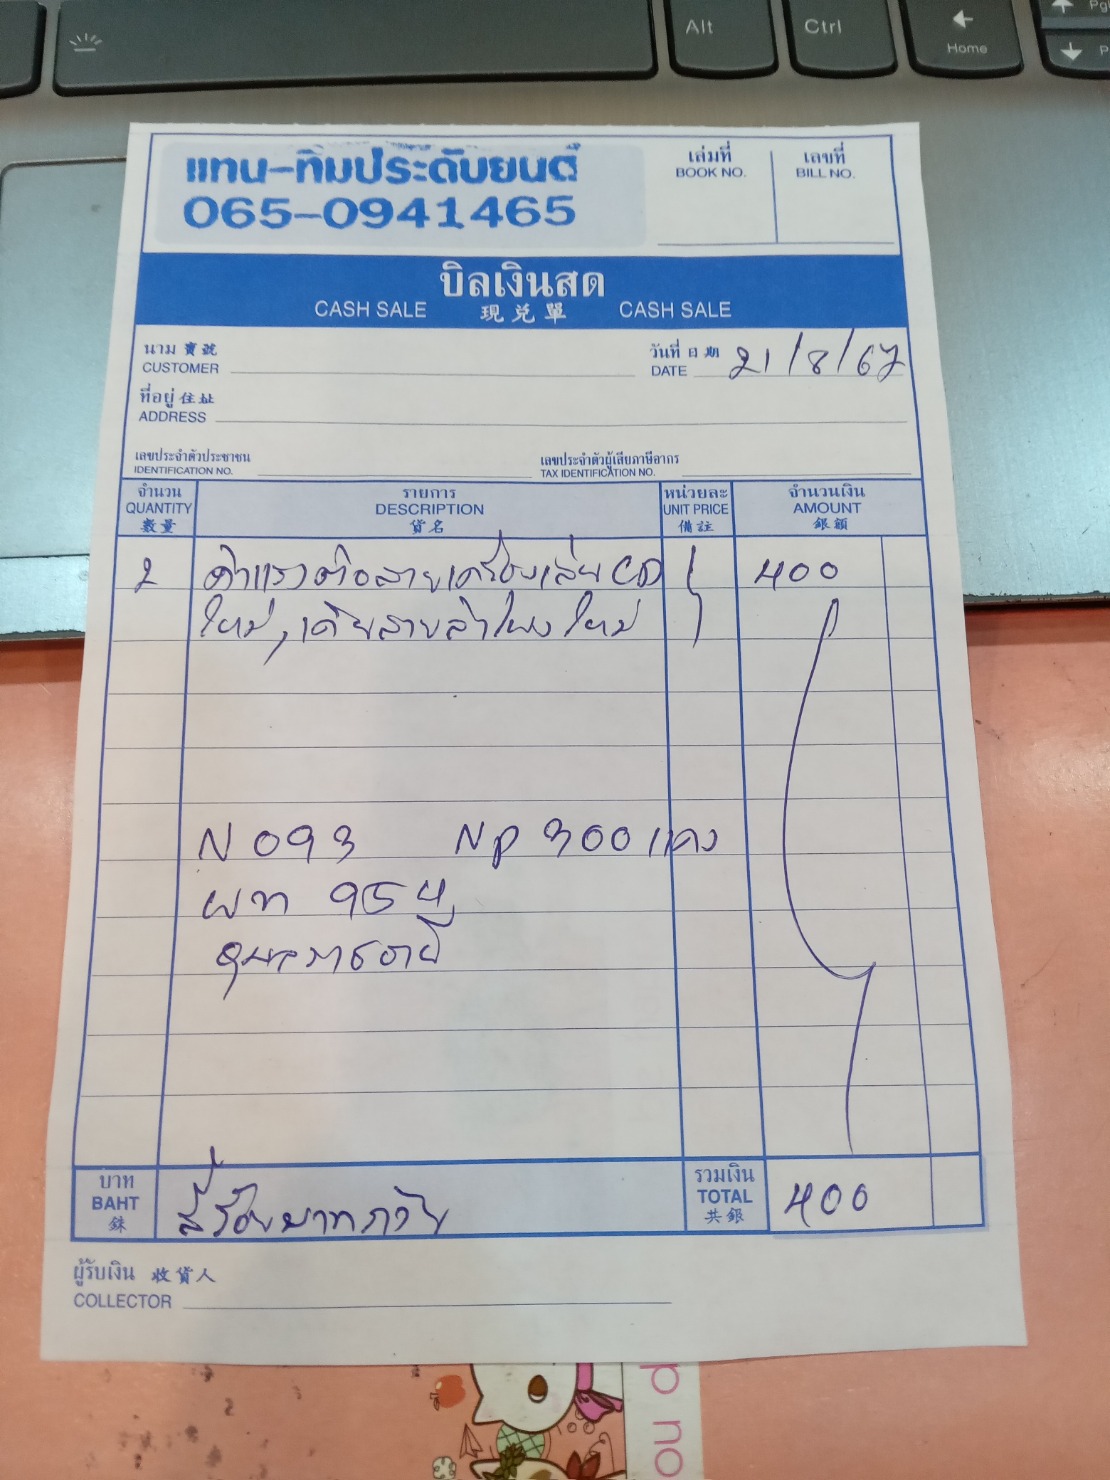 Alt
Ctrl
Home
แทน-ทิมประดับยนต์
065-0941465
เล่มที่
BOOK NO.
เลขที่
BILL NO.
บิลเงินสด
CASH SALE 現兌單 CASH SALE
นาม 寶號
CUSTOMER
วันที่ 日期
DATE 21/8/67
ที่อยู่ 住址
ADDRESS
เลขประจำตัวประชาชน
IDENTIFICATION NO.
เลขประจำตัวผู้เสียภาษีอากร
TAX IDENTIFICATION NO.
จำนวน
QUANTITY
數量
รายการ
DESCRIPTION
貨名
หน่วยละ
UNIT PRICE
備註
จำนวนเงิน
AMOUNT
銀額
2 ค่าแรงต่อสายเครื่องเล่น CD 400
ใหม่, เดินสายลำโพงใหม่
N 093 NP 300 แดง
ผท 954
อุบลราชธานี
บาท
BAHT
銖
สี่ร้อยบาทถ้วน
รวมเงิน
TOTAL
共銀
400
ผู้รับเงิน 收貨人
COLLECTOR
p no